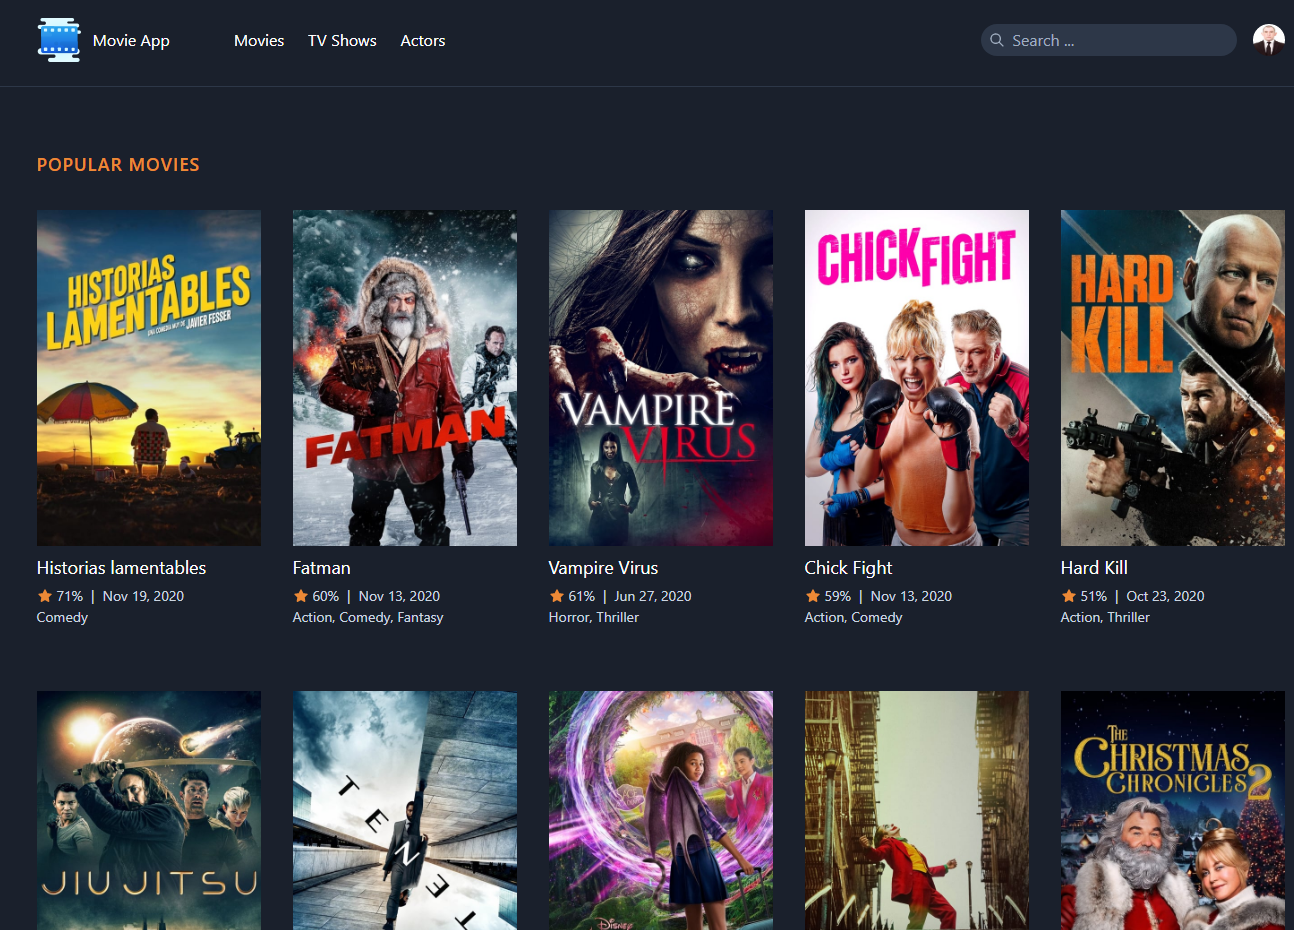 Movie App
Movies
TV Shows
Actors
Search ...
POPULAR MOVIES
HISTORIAS
LAMENTABLES
UNA COMEDIA MUY DE JAVIER FESSER
FATMAN
VAMPIRE
VIRUS
CHICK FIGHT
HARD
KILL
Historias lamentables
71% | Nov 19, 2020
Comedy
Fatman
60% | Nov 13, 2020
Action, Comedy, Fantasy
Vampire Virus
61% | Jun 27, 2020
Horror, Thriller
Chick Fight
59% | Nov 13, 2020
Action, Comedy
Hard Kill
51% | Oct 23, 2020
Action, Thriller
JIU JITSU
TENET
Disney
THE
CHRISTMAS
CHRONICLES 2